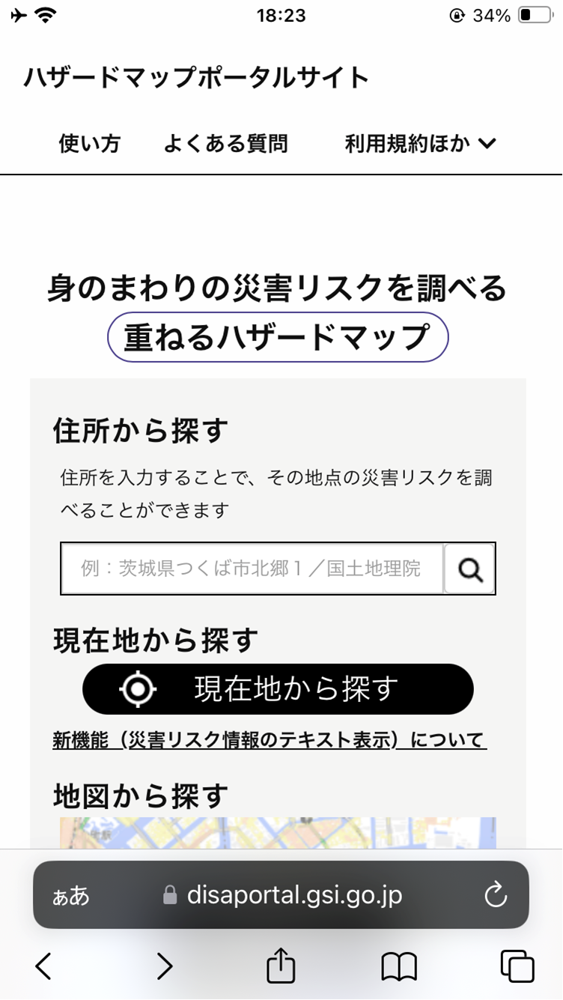 18:23
34%
ハザードマップポータルサイト
使い方 よくある質問 利用規約ほか
身のまわりの災害リスクを調べる
重ねるハザードマップ
住所から探す
住所を入力することで、その地点の災害リスクを調
べることができます
例：茨城県つくば市北郷１／国土地理院
現在地から探す
現在地から探す
新機能（災害リスク情報のテキスト表示）について
地図から探す
ぁあ disaportal.gsi.go.jp